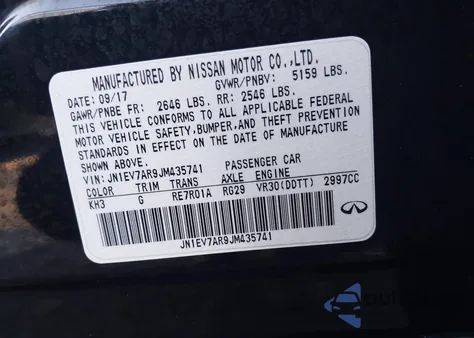 MANUFACTURED BY NISSAN MOTOR CO.,LTD.
DATE: 09/17 GVWR/PNBV: 5159 LBS.
GAWR/PNBE FR: 2646 LBS. RR: 2546 LBS.
THIS VEHICLE CONFORMS TO ALL APPLICABLE FEDERAL
MOTOR VEHICLE SAFETY,BUMPER,AND THEFT PREVENTION
STANDARDS IN EFFECT ON THE DATE OF MANUFACTURE
SHOWN ABOVE.
VIN:JN1EV7AR9JM435741 PASSENGER CAR
COLOR TRIM TRANS AXLE ENGINE
KH3 G RE7R01A RG29 VR30(DDTT) 2997CC
JN1EV7AR9JM435741